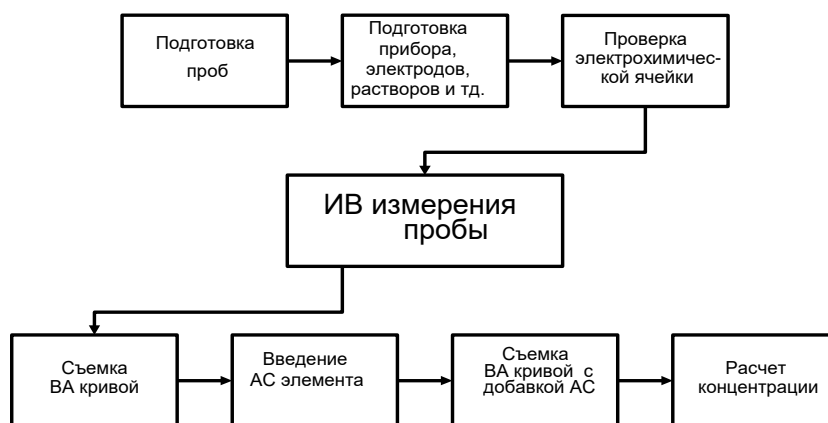 Подготовка
проб
Подготовка
прибора,
электродов,
растворов и тд.
Проверка
электрохимичес-
кой ячейки
ИВ измерения
пробы
Съемка
ВА кривой
Введение
АС элемента
Съемка
ВА кривой с
добавкой АС
Расчет
концентрации